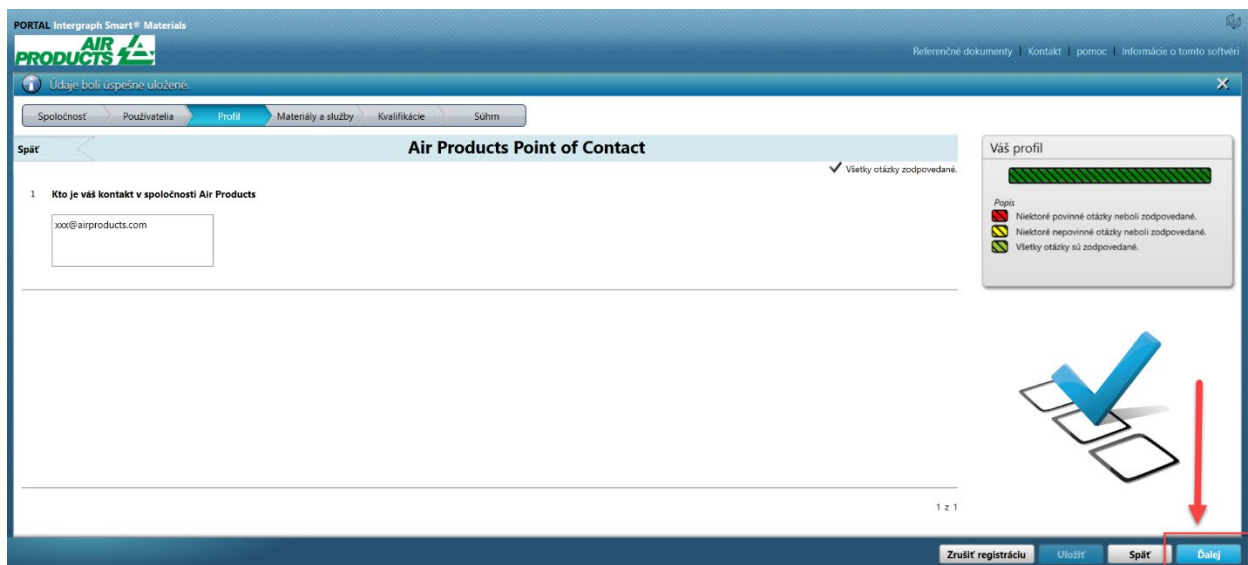 PORTAL Intergraph Smart® Materials
AIR
PRODUCTS
Referenčné dokumenty | Kontakt | pomoc | Informácie o tomto softvéri
Údaje boli úspešne uložené.
Spoločnosť Používatelia Profil Materiály a služby Kvalifikácie Súhrn
Späť
Air Products Point of Contact
Všetky otázky zodpovedané.
1 Kto je váš kontakt v spoločnosti Air Products
xxx@airproducts.com
Váš profil
Popis
Niektoré povinné otázky neboli zodpovedané.
Niektoré nepovinné otázky neboli zodpovedané.
Všetky otázky sú zodpovedané.
1 z 1
Zrušiť registráciu Uložiť Späť Ďalej